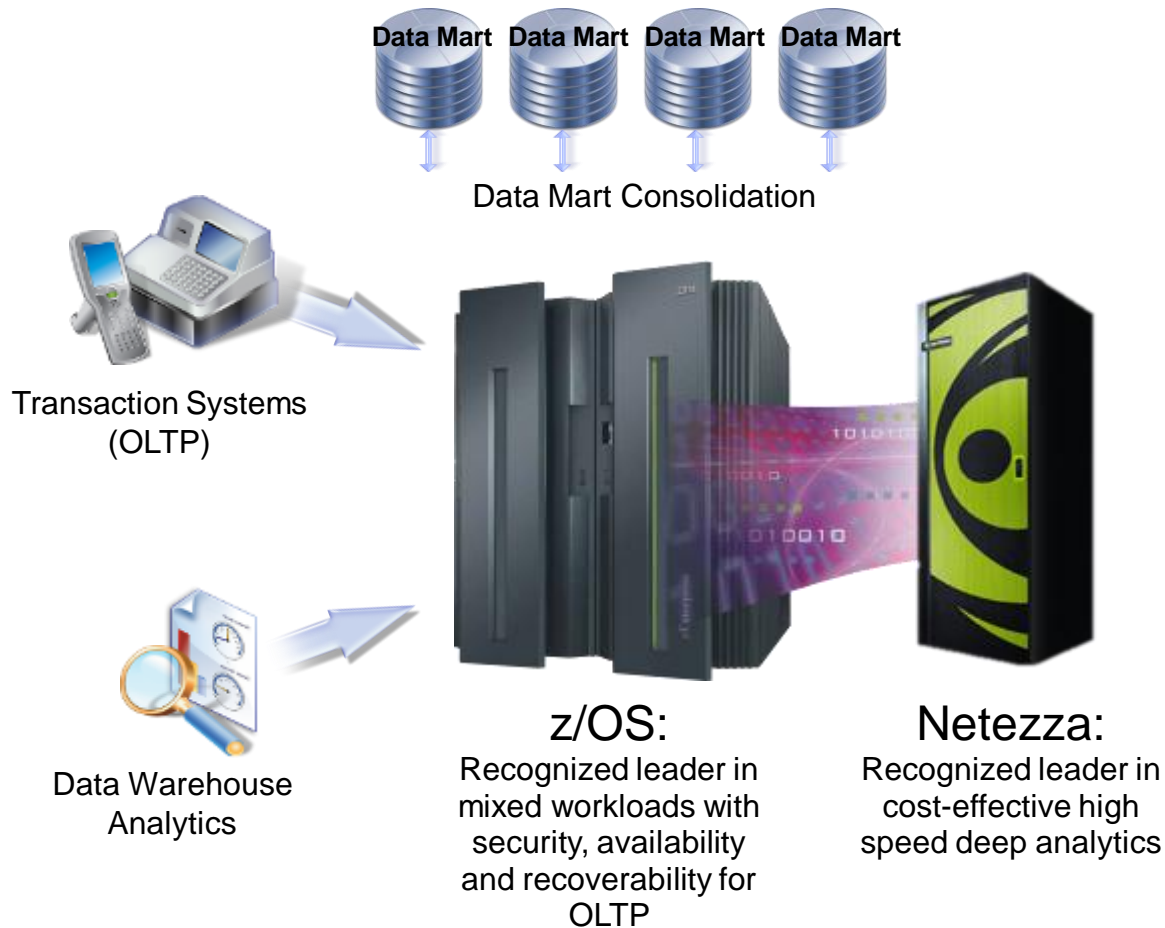 Data Mart Data Mart Data Mart Data Mart
Data Mart Consolidation
Transaction Systems
(OLTP)
101010
11010010
Data Warehouse
Analytics
z/OS:
Recognized leader in
mixed workloads with
security, availability
and recoverability for
OLTP
Netezza:
Recognized leader in
cost-effective high
speed deep analytics